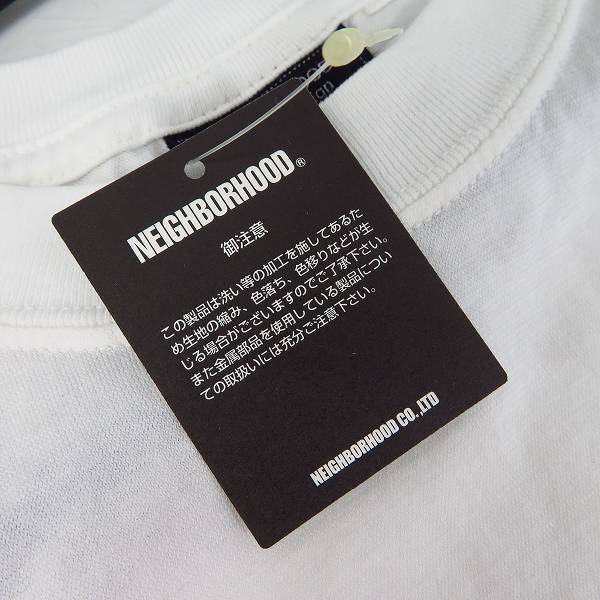 NEIGHBORHOOD®
御注意
この製品は洗い等の加工を施してあるた
め生地の縮み、色落ち、色移りなどが生
じる場合がございますのでご了承下さい。
また金属部品を使用している製品につい
ての取扱いには充分ご注意下さい。
NEIGHBORHOOD CO.,LTD